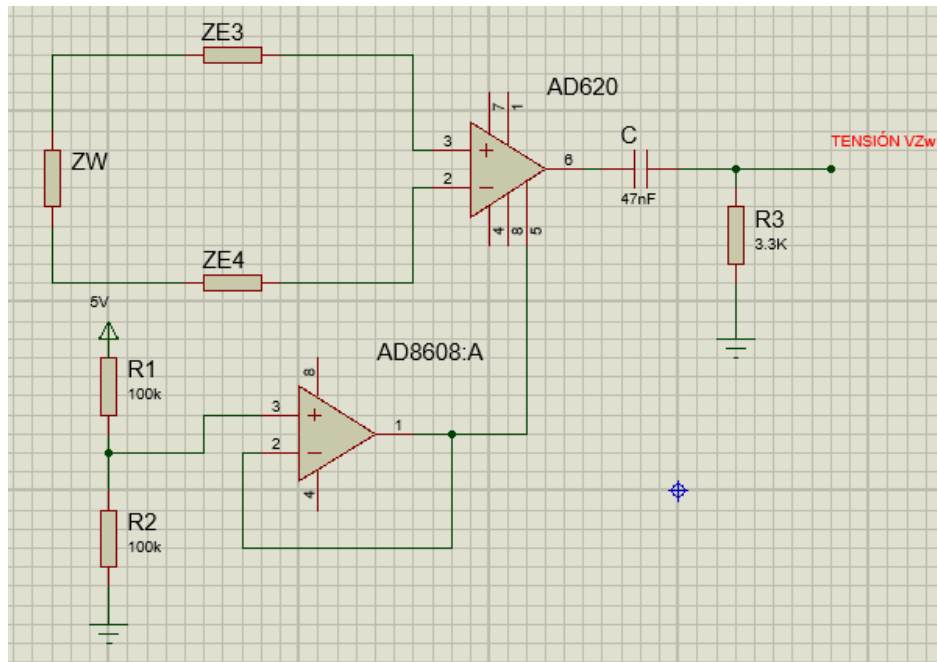 ZE3
AD620
7
1
3
+
ZW
6
C
TENSIÓN VZw
2
−
47nF
R3
3.3K
ZE4
4
8
5
5V
R1
100k
AD8608:A
8
3
+
1
2
−
4
R2
100k